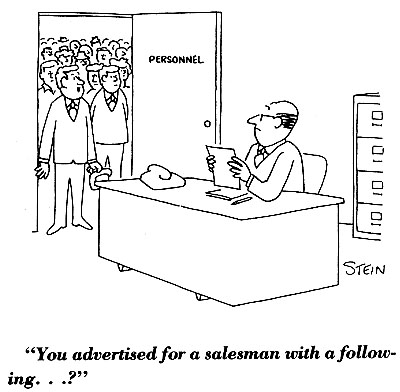 PERSONNEL
STEIN
“You advertised for a salesman with a follow-
ing. . .?”